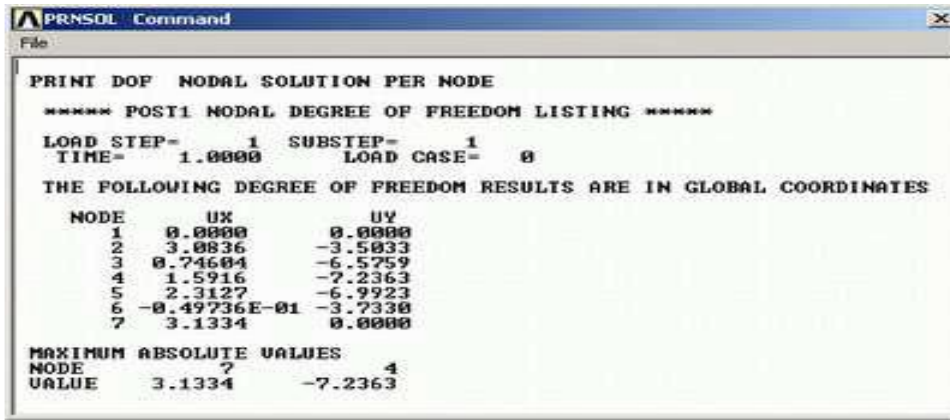 PRNSOL Command
File
PRINT DOF NODAL SOLUTION PER NODE
***** POST1 NODAL DEGREE OF FREEDOM LISTING *****
LOAD STEP= 1 SUBSTEP= 1
TIME= 1.0000 LOAD CASE= 0
THE FOLLOWING DEGREE OF FREEDOM RESULTS ARE IN GLOBAL COORDINATES
NODE UX UY
1 0.0000 0.0000
2 3.0836 -3.5033
3 0.74604 -6.5759
4 1.5916 -7.2363
5 2.3127 -6.9923
6 -0.49736E-01 -3.7330
7 3.1334 0.0000
MAXIMUM ABSOLUTE VALUES
NODE 7 4
VALUE 3.1334 -7.2363